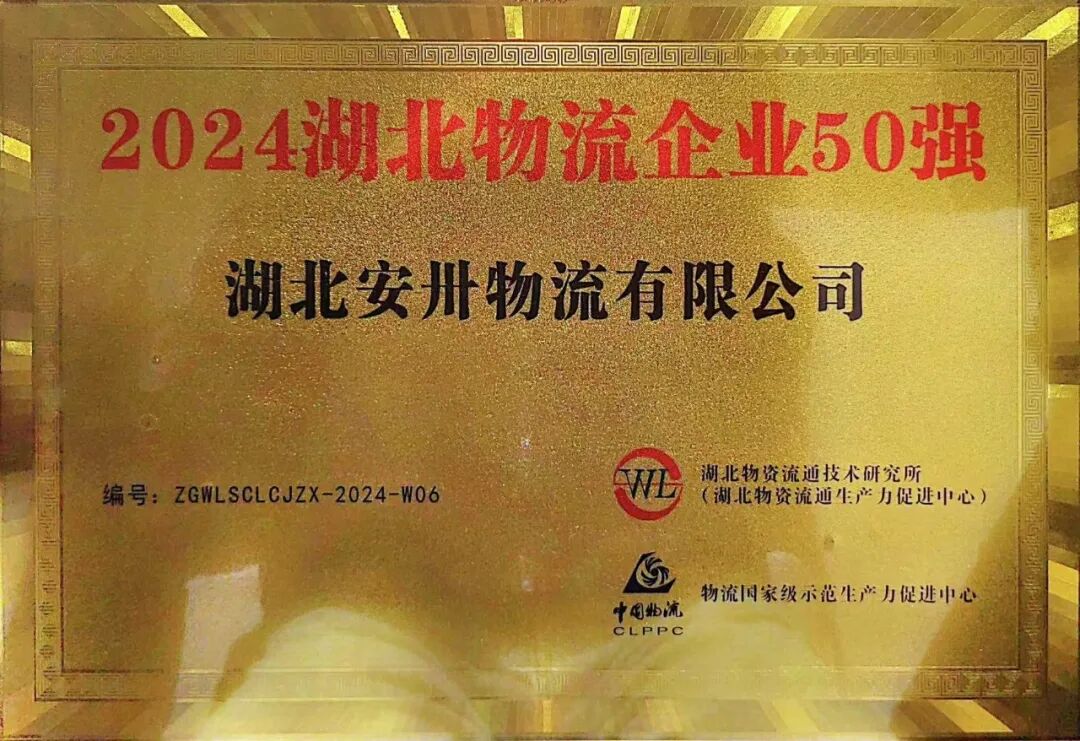 2024湖北物流企业50强
湖北安卅物流有限公司
编号：ZGWLSCLCJZX-2024-W06
WL
湖北物资流通技术研究所
（湖北物资流通生产力促进中心）
中国物流
CLPPC
物流国家级示范生产力促进中心